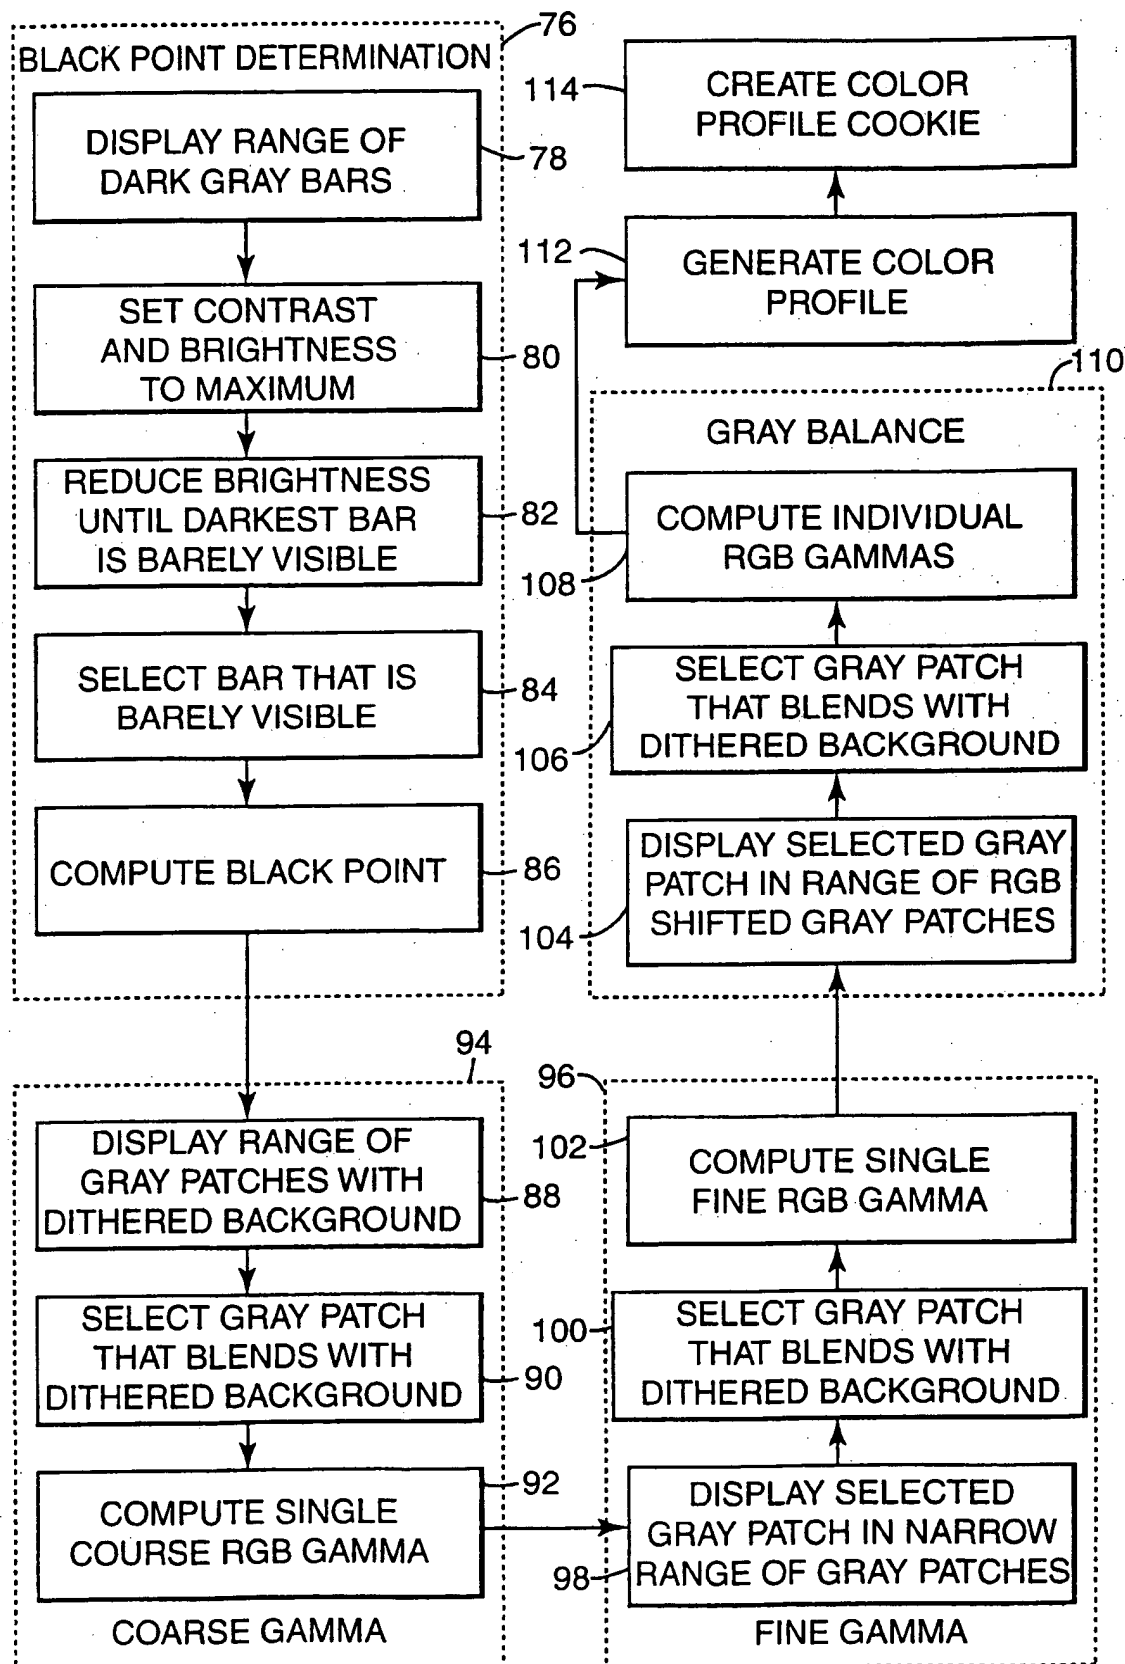 76
BLACK POINT DETERMINATION
DISPLAY RANGE OF
DARK GRAY BARS
78
SET CONTRAST
AND BRIGHTNESS
TO MAXIMUM
80
REDUCE BRIGHTNESS
UNTIL DARKEST BAR
IS BARELY VISIBLE
82
SELECT BAR THAT IS
BARELY VISIBLE
84
COMPUTE BLACK POINT
86
94
DISPLAY RANGE OF
GRAY PATCHES WITH
DITHERED BACKGROUND
88
SELECT GRAY PATCH
THAT BLENDS WITH
DITHERED BACKGROUND
90
COMPUTE SINGLE
COURSE RGB GAMMA
92
COARSE GAMMA
114
CREATE COLOR
PROFILE COOKIE
112
GENERATE COLOR
PROFILE
110
GRAY BALANCE
COMPUTE INDIVIDUAL
RGB GAMMAS
108
SELECT GRAY PATCH
THAT BLENDS WITH
DITHERED BACKGROUND
106
DISPLAY SELECTED GRAY
PATCH IN RANGE OF RGB
SHIFTED GRAY PATCHES
104
96
102
COMPUTE SINGLE
FINE RGB GAMMA
100
SELECT GRAY PATCH
THAT BLENDS WITH
DITHERED BACKGROUND
DISPLAY SELECTED
GRAY PATCH IN NARROW
RANGE OF GRAY PATCHES
98
FINE GAMMA